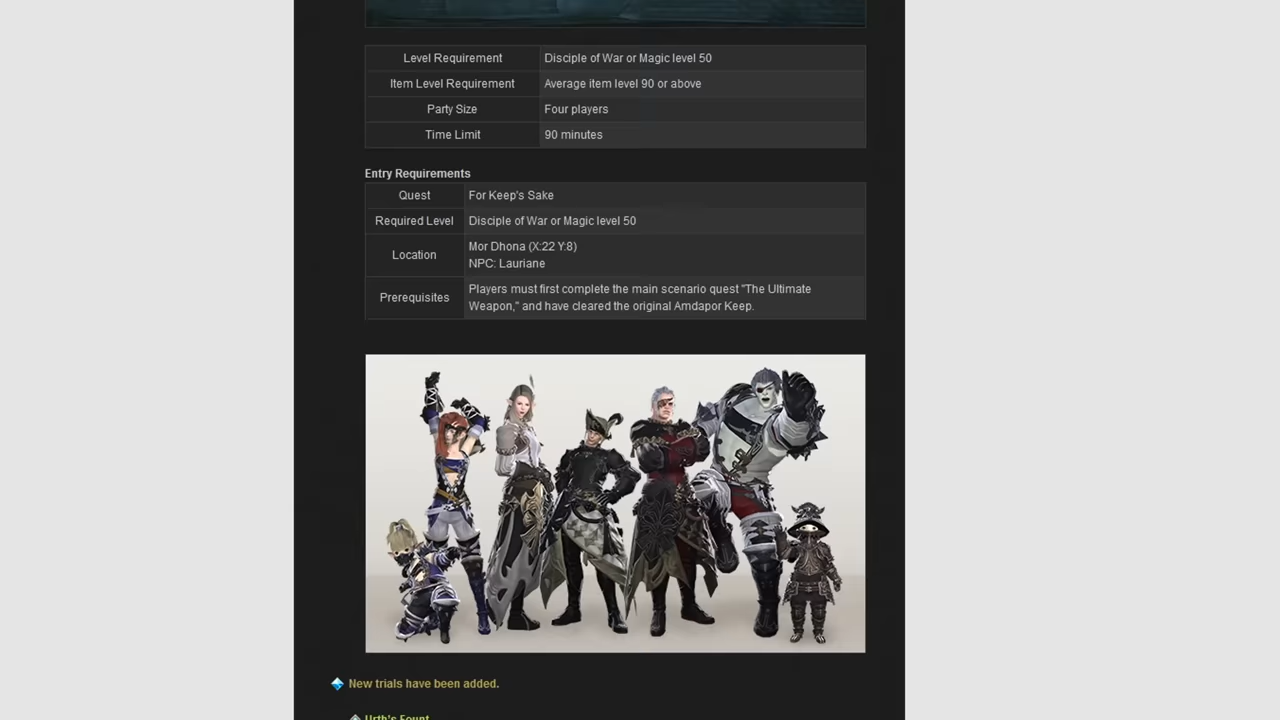 Level Requirement Disciple of War or Magic level 50
Item Level Requirement Average item level 90 or above
Party Size Four players
Time Limit 90 minutes
Entry Requirements
Quest For Keep's Sake
Required Level Disciple of War or Magic level 50
Location Mor Dhona (X:22 Y:8)
NPC: Lauriane
Prerequisites Players must first complete the main scenario quest "The Ultimate
Weapon," and have cleared the original Amdapor Keep.
New trials have been added.
Urth's Fount